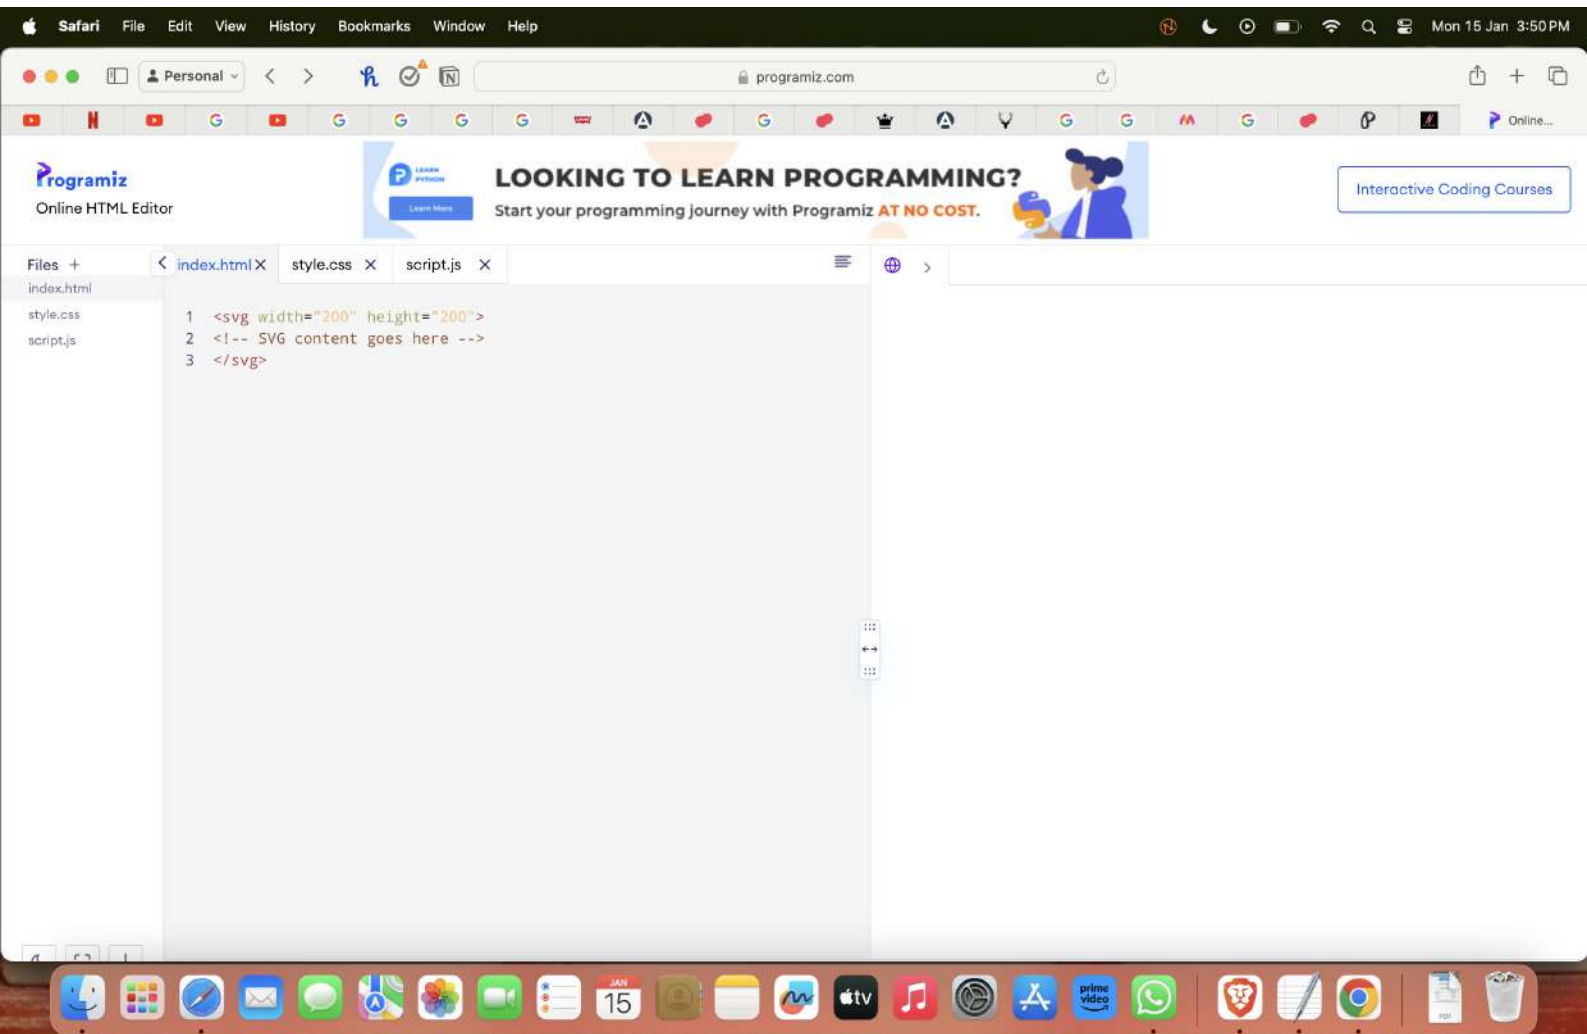 Safari File Edit View History Bookmarks Window Help Mon 15 Jan 3:50 PM
Personal programiz.com
Online...
Programiz
Online HTML Editor
LEARN PYTHON
Learn More
LOOKING TO LEARN PROGRAMMING?
Start your programming journey with Programiz AT NO COST.
Interactive Coding Courses
Files +
index.html style.css script.js
index.html
style.css
script.js
1 <svg width="200" height="200">
2 <!-- SVG content goes here -->
3 </svg>
JAN
15
tv
prime video
PDF